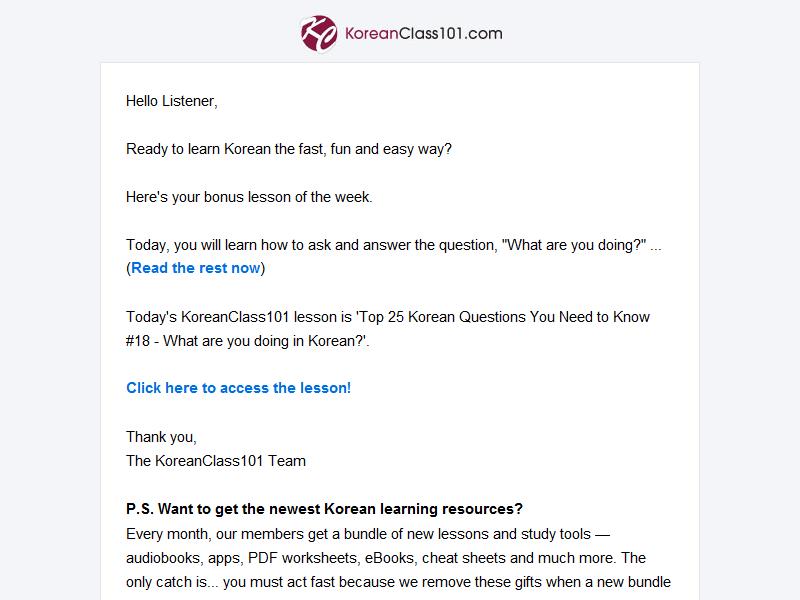 KoreanClass101.com
Hello Listener,
Ready to learn Korean the fast, fun and easy way?
Here's your bonus lesson of the week.
Today, you will learn how to ask and answer the question, "What are you doing?" ...
(Read the rest now)
Today's KoreanClass101 lesson is 'Top 25 Korean Questions You Need to Know
#18 - What are you doing in Korean?'.
Click here to access the lesson!
Thank you,
The KoreanClass101 Team
P.S. Want to get the newest Korean learning resources?
Every month, our members get a bundle of new lessons and study tools —
audiobooks, apps, PDF worksheets, eBooks, cheat sheets and much more. The
only catch is... you must act fast because we remove these gifts when a new bundle